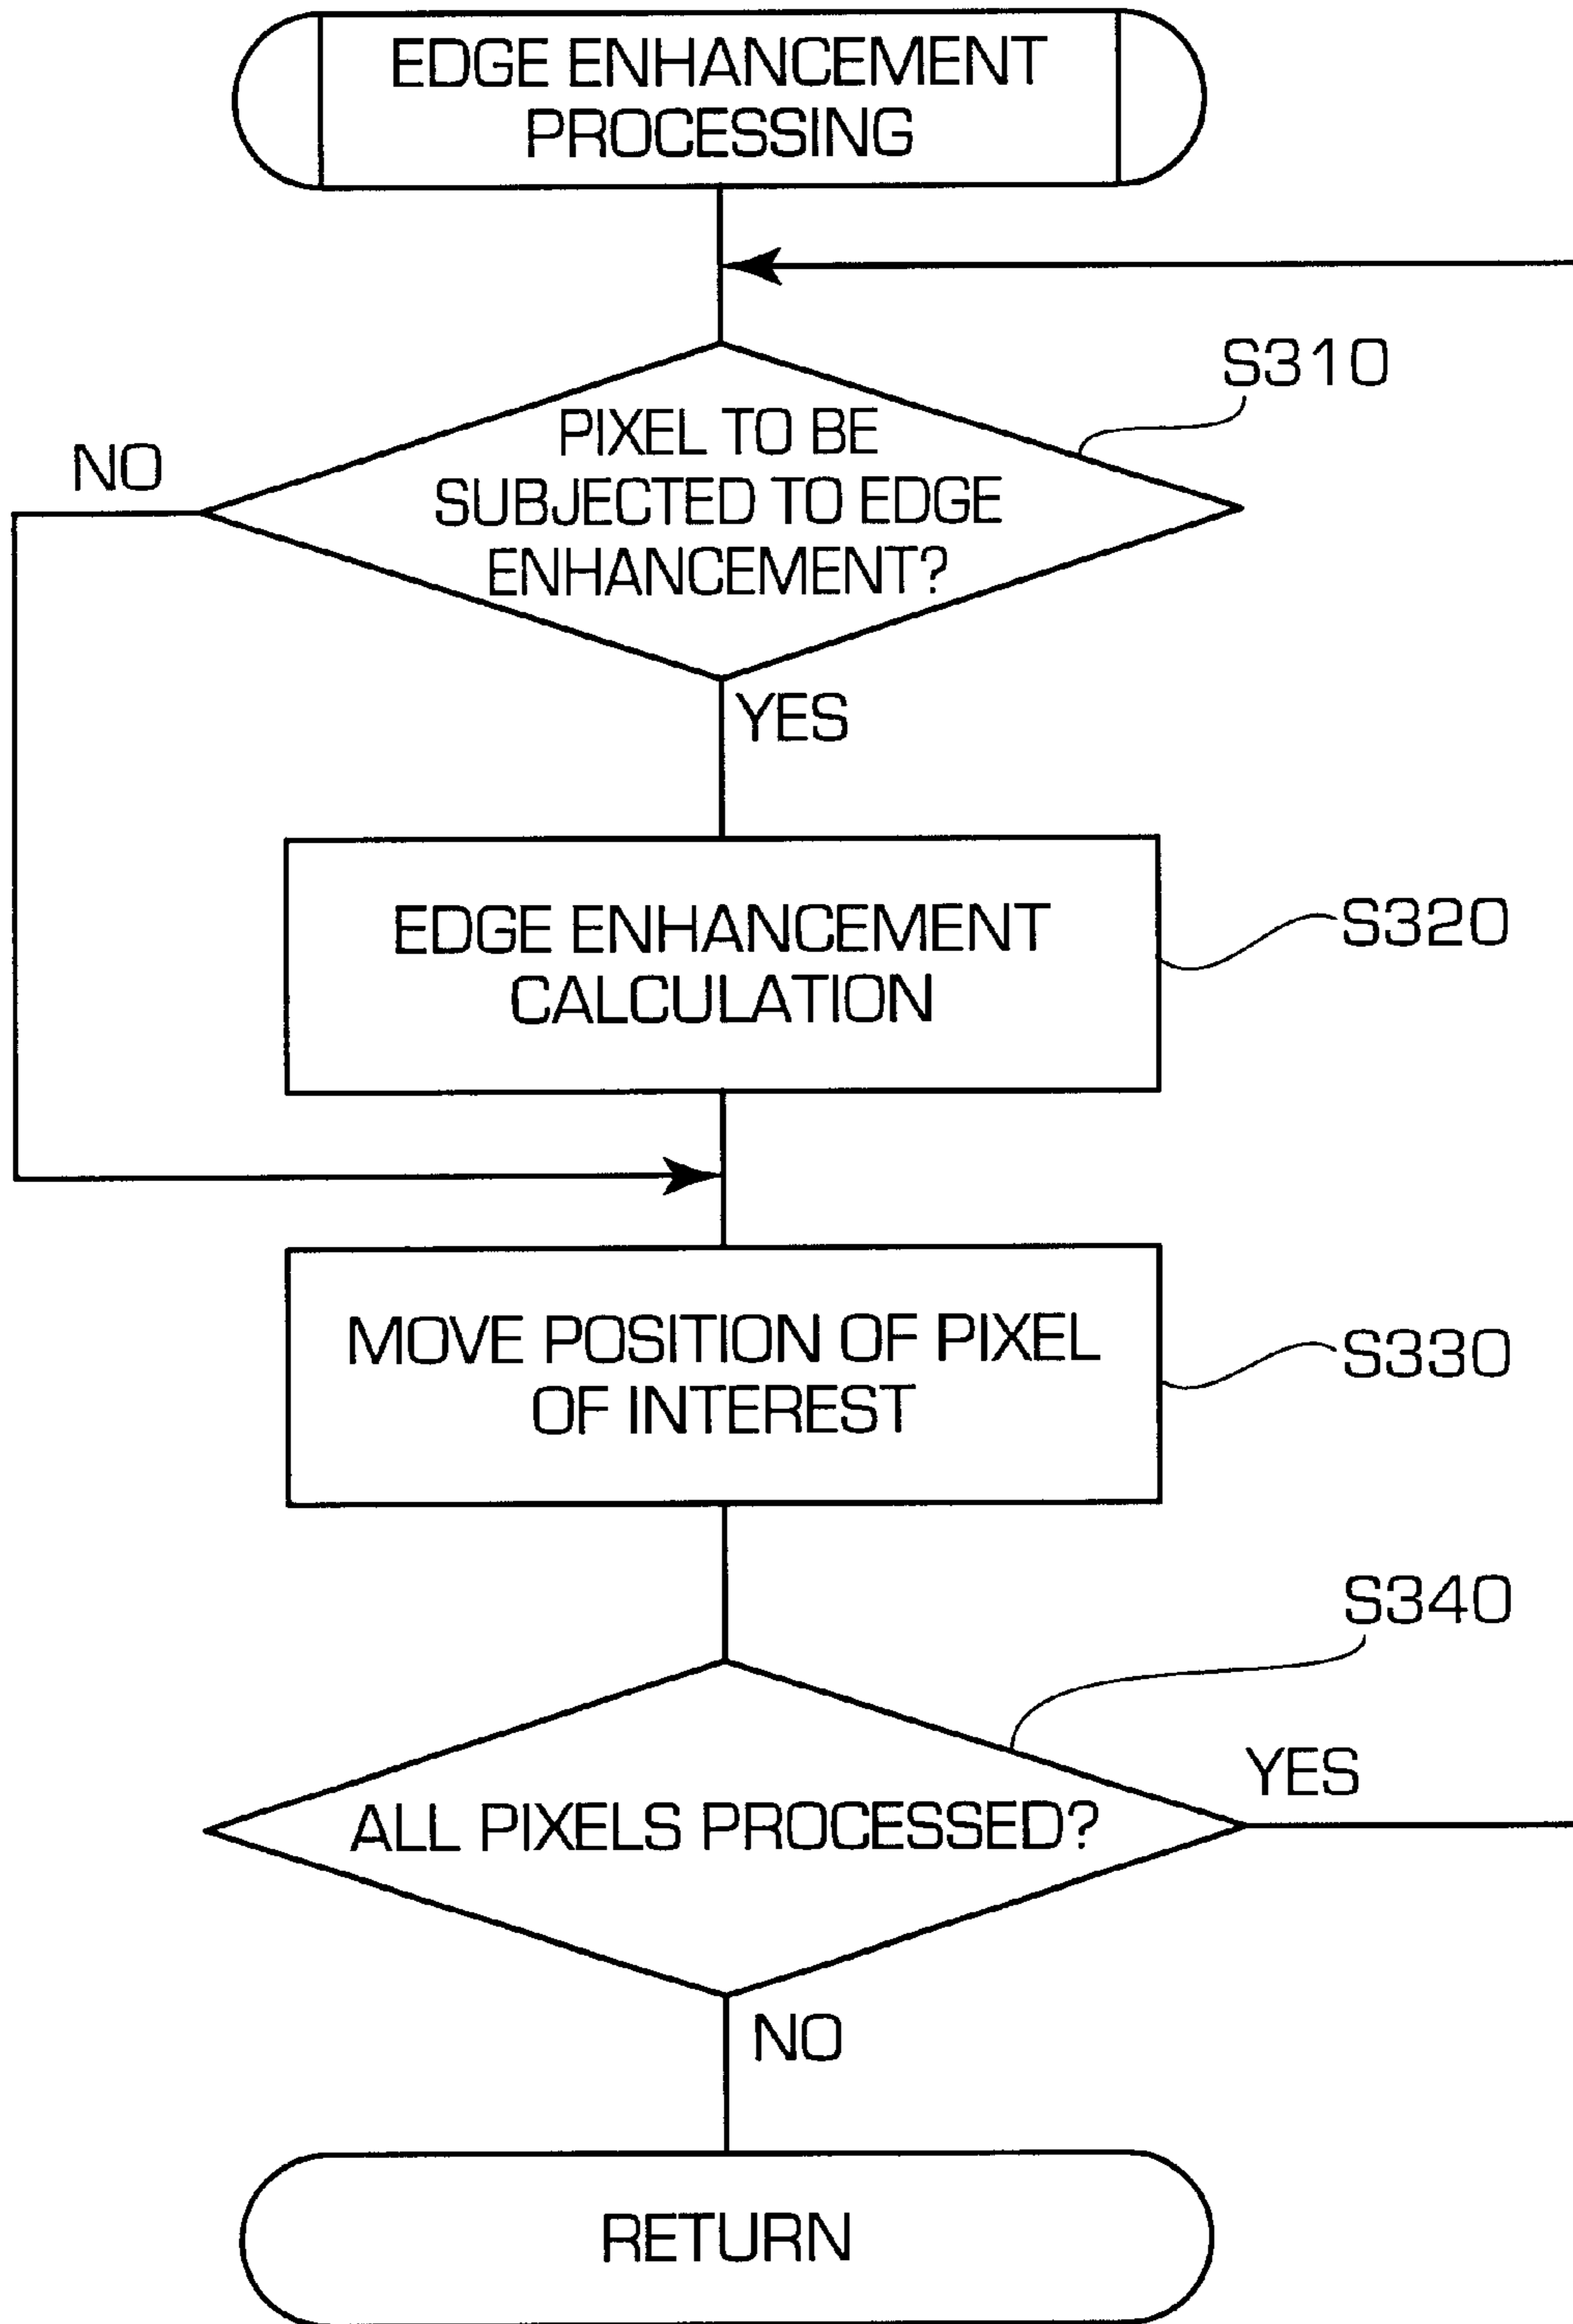 EDGE ENHANCEMENT
PROCESSING
S310
PIXEL TO BE
SUBJECTED TO EDGE
ENHANCEMENT?
NO
YES
EDGE ENHANCEMENT
CALCULATION
S320
MOVE POSITION OF PIXEL
OF INTEREST
S330
S340
ALL PIXELS PROCESSED?
YES
NO
RETURN